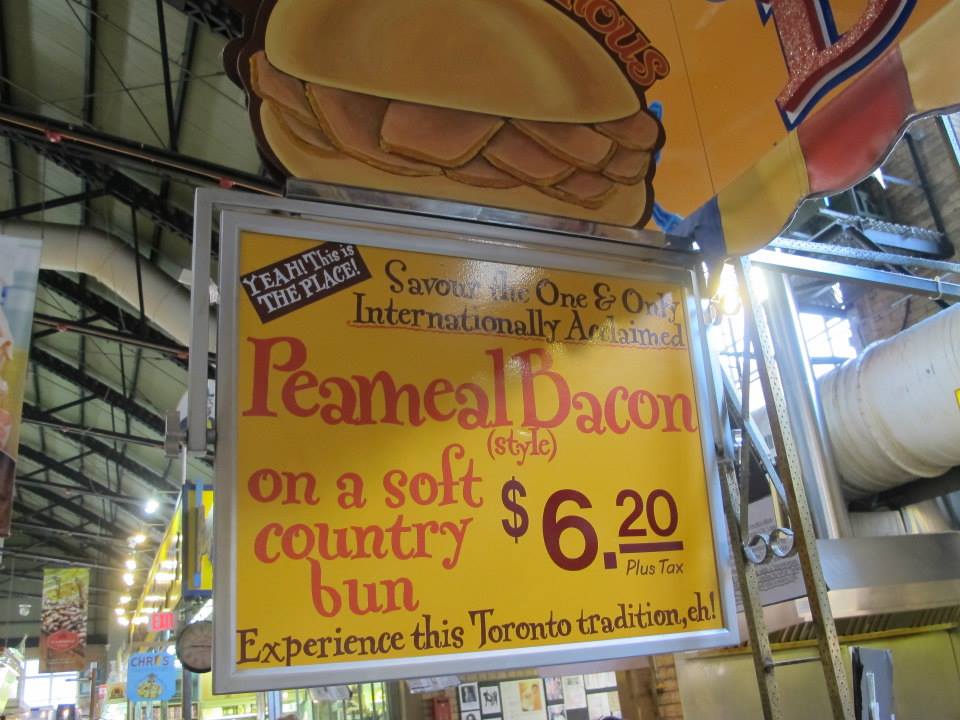 YEAH! This is
THE PLACE!
Savour the One & Only
Internationally Acclaimed
Peameal Bacon
(style)
on a soft
country
bun
$6.20
Plus Tax
Experience this Toronto tradition, eh!
EXIT